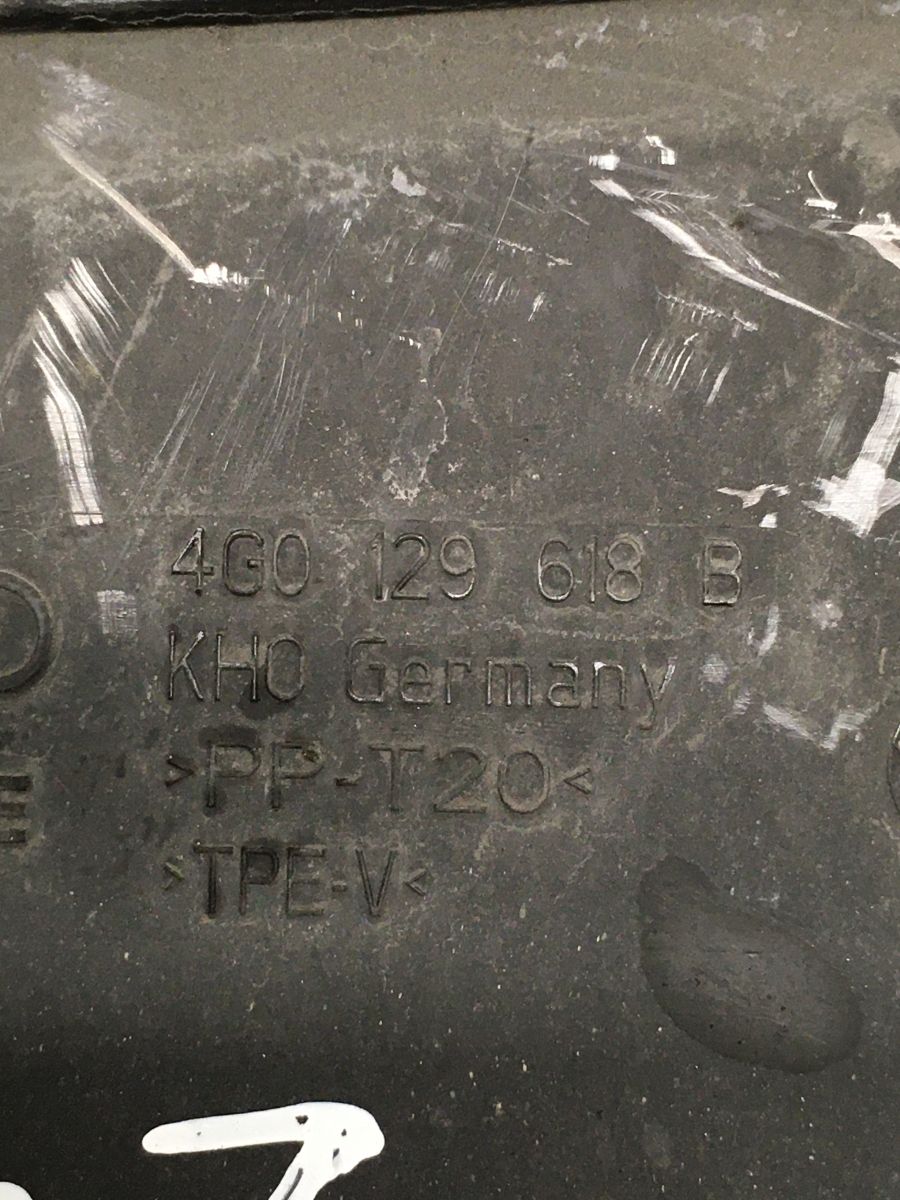 4G0 129 618 B
KHO Germany
>PP-T20<
>TPE-V<